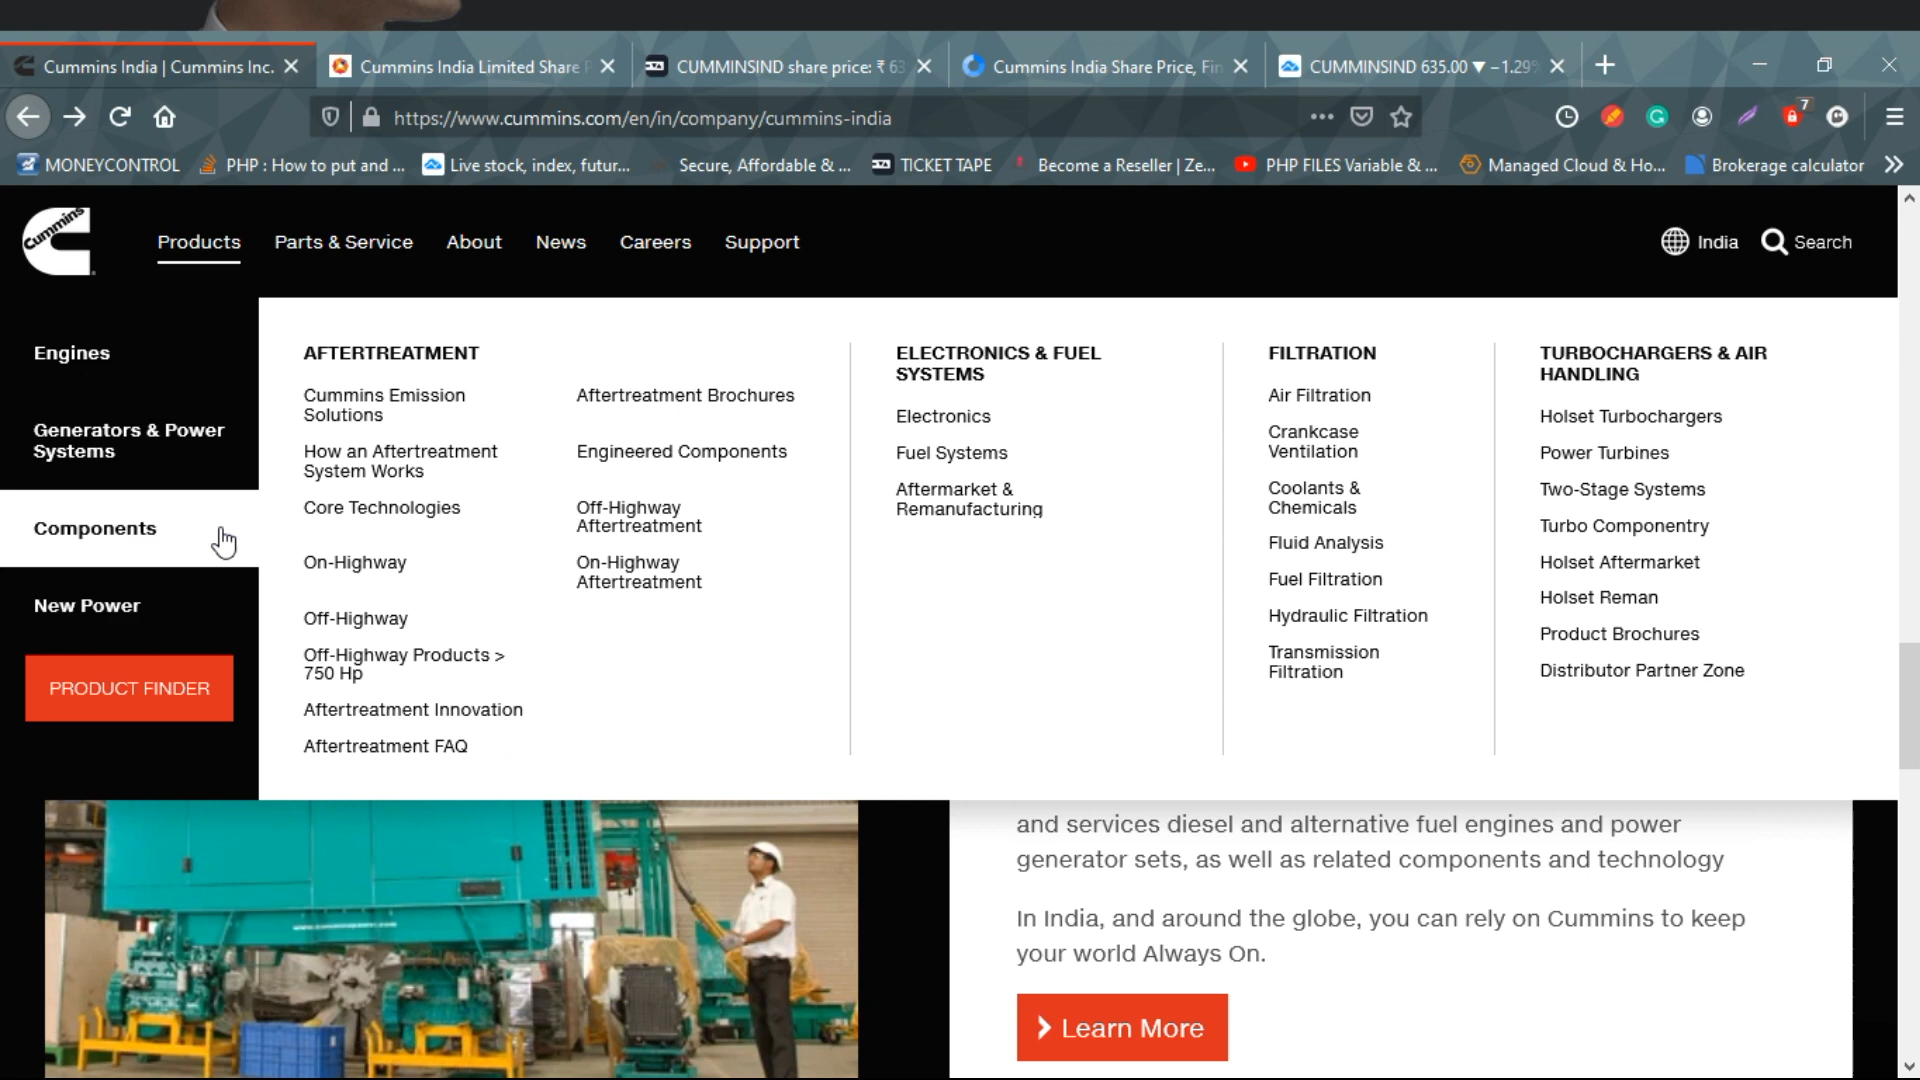 Cummins India | Cummins Inc.
Cummins India Limited Share P
CUMMINSIND share price: ₹ 63
Cummins India Share Price, Fin
CUMMINSIND 635.00 ▼ −1.29%
https://www.cummins.com/en/in/company/cummins-india
7
MONEYCONTROL
PHP : How to put and ...
Live stock, index, futur...
Secure, Affordable & ...
TICKET TAPE
Become a Reseller | Ze...
PHP FILES Variable & ...
Managed Cloud & Ho...
Brokerage calculator
Cummins
Products
Parts & Service
About
News
Careers
Support
India
Search
Engines
Generators & Power
Systems
Components
New Power
PRODUCT FINDER
AFTERTREATMENT
Cummins Emission
Solutions
How an Aftertreatment
System Works
Core Technologies
On-Highway
Off-Highway
Off-Highway Products >
750 Hp
Aftertreatment Innovation
Aftertreatment FAQ
Aftertreatment Brochures
Engineered Components
Off-Highway
Aftertreatment
On-Highway
Aftertreatment
ELECTRONICS & FUEL
SYSTEMS
Electronics
Fuel Systems
Aftermarket &
Remanufacturing
FILTRATION
Air Filtration
Crankcase
Ventilation
Coolants &
Chemicals
Fluid Analysis
Fuel Filtration
Hydraulic Filtration
Transmission
Filtration
TURBOCHARGERS & AIR
HANDLING
Holset Turbochargers
Power Turbines
Two-Stage Systems
Turbo Componentry
Holset Aftermarket
Holset Reman
Product Brochures
Distributor Partner Zone
and services diesel and alternative fuel engines and power
generator sets, as well as related components and technology
In India, and around the globe, you can rely on Cummins to keep
your world Always On.
Learn More